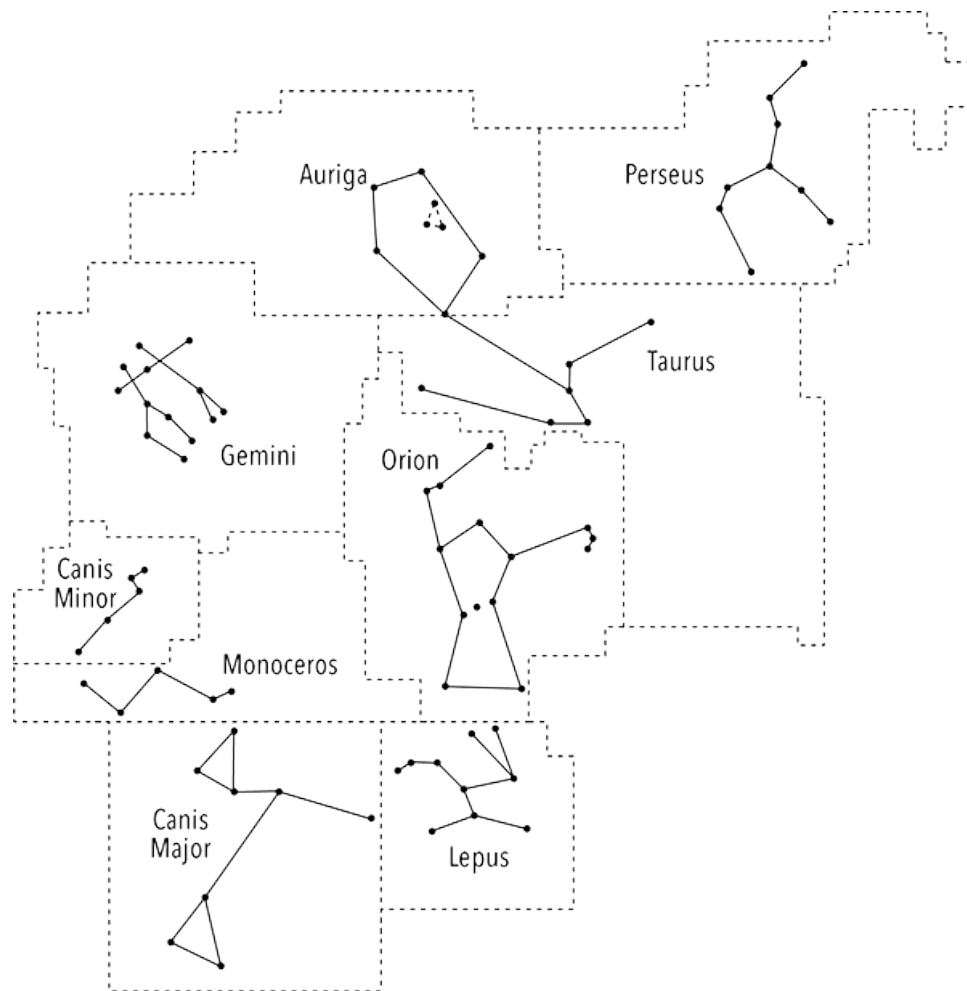 Auriga
Perseus
Taurus
Gemini
Orion
Canis
Minor
Monoceros
Canis
Major
Lepus